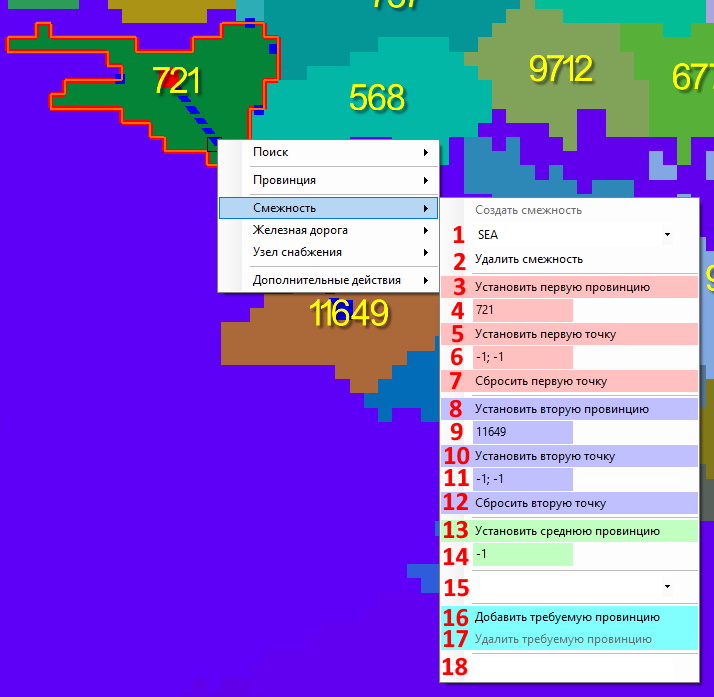 721
568
9712
Поиск
Провинция
Смежность
Железная дорога
Узел снабжения
Дополнительные действия
11649
Создать смежность
1 SEA
2 Удалить смежность
3 Установить первую провинцию
4 721
5 Установить первую точку
6 -1; -1
7 Сбросить первую точку
8 Установить вторую провинцию
9 11649
10 Установить вторую точку
11 -1; -1
12 Сбросить вторую точку
13 Установить среднюю провинцию
14 -1
15
16 Добавить требуемую провинцию
17 Удалить требуемую провинцию
18